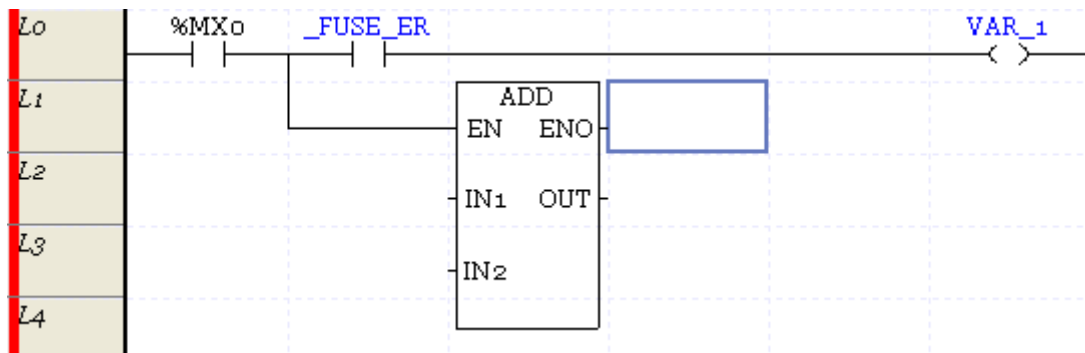 L0 %MX0 _FUSE_ER VAR_1
L1 ADD
EN ENO
L2
IN1 OUT
L3
IN2
L4